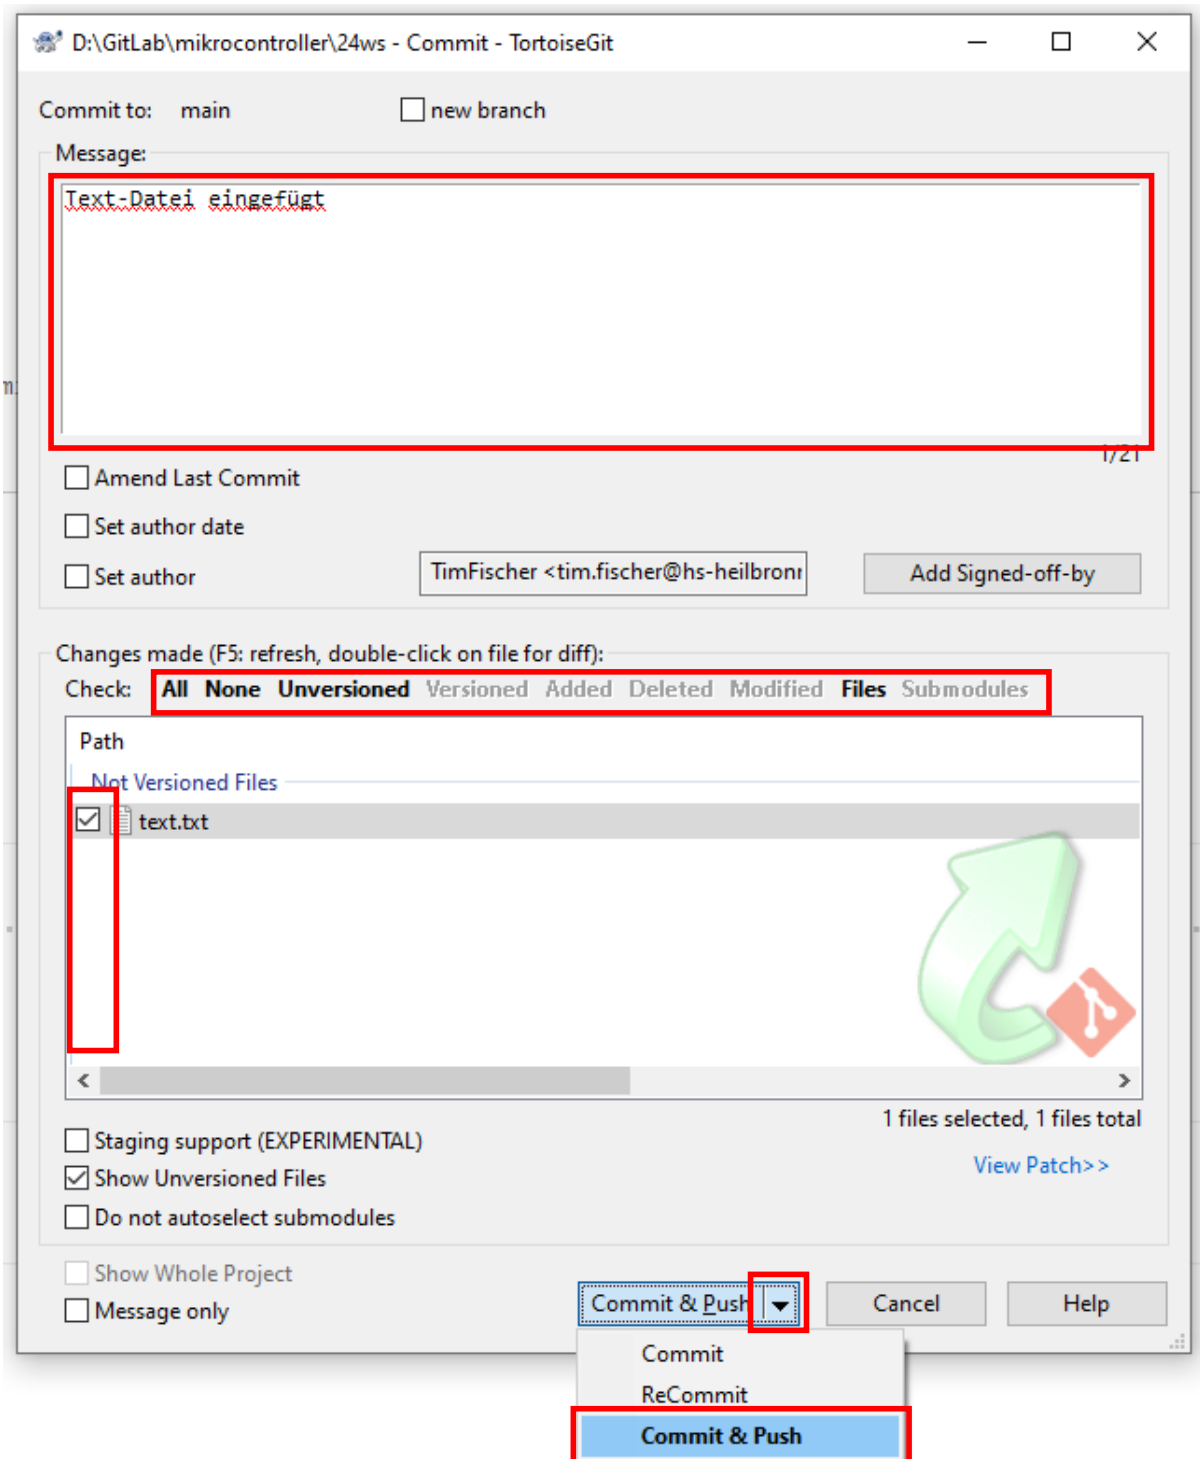 D:\GitLab\mikrocontroller\24ws - Commit - TortoiseGit
Commit to: main new branch
Message:
Text-Datei eingefügt
1/21
Amend Last Commit
Set author date
Set author TimFischer <tim.fischer@hs-heilbronn Add Signed-off-by
Changes made (F5: refresh, double-click on file for diff):
Check: All None Unversioned Versioned Added Deleted Modified Files Submodules
Path
Not Versioned Files
text.txt
1 files selected, 1 files total
Staging support (EXPERIMENTAL)
View Patch>>
Show Unversioned Files
Do not autoselect submodules
Show Whole Project
Message only
Commit & Push Cancel Help
Commit
ReCommit
Commit & Push